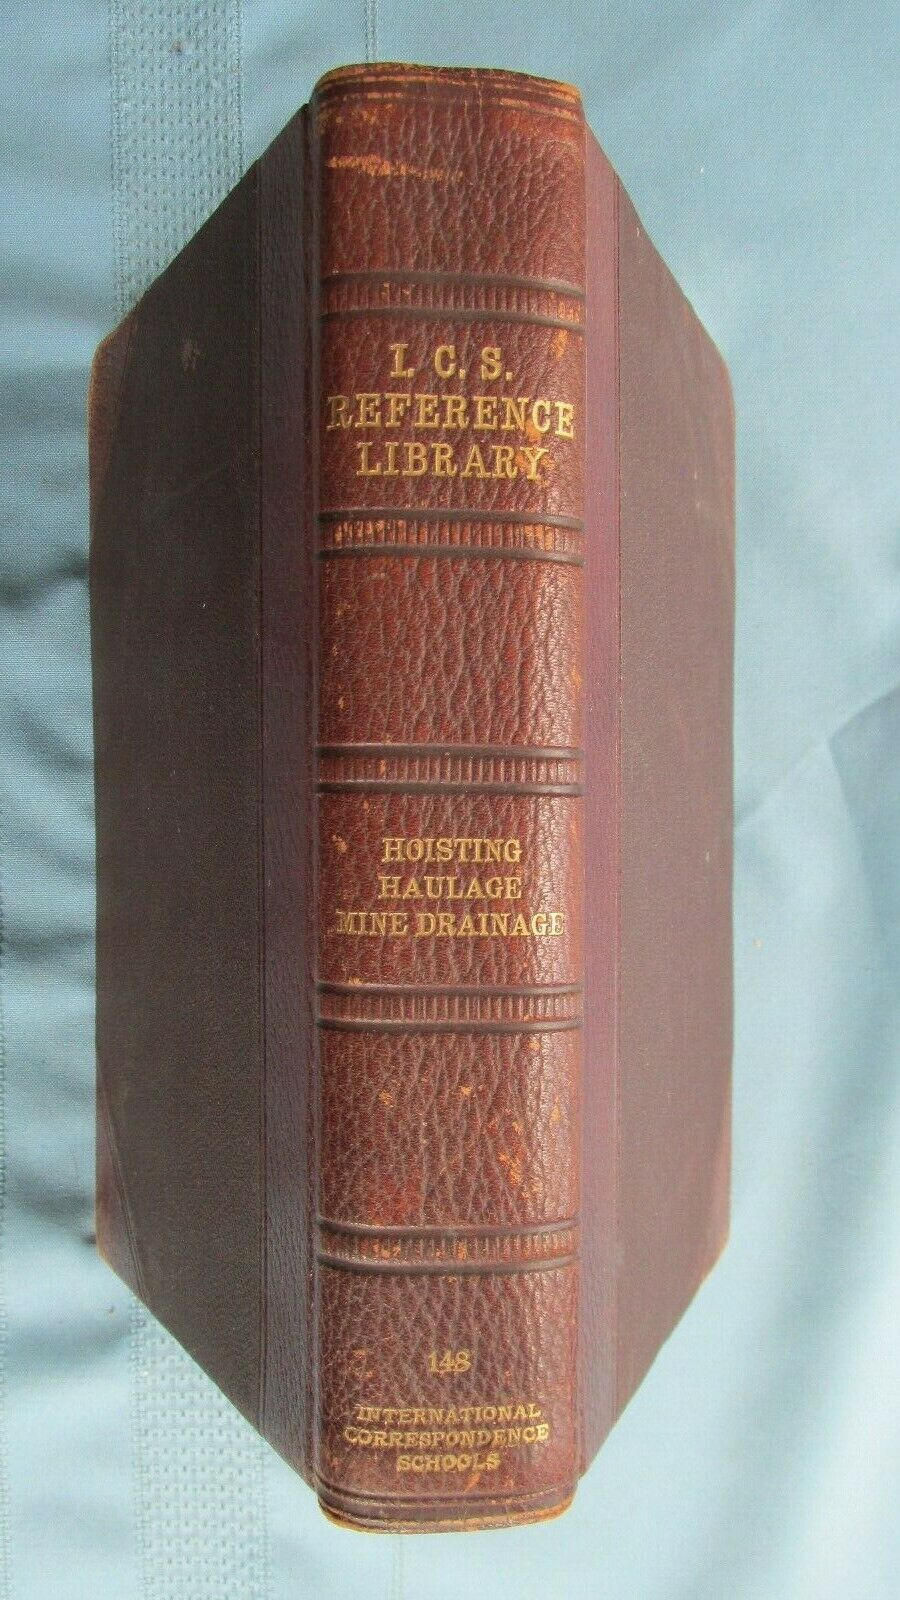 I. C. S.
REFERENCE
LIBRARY
HOISTING
HAULAGE
MINE DRAINAGE
148
INTERNATIONAL
CORRESPONDENCE
SCHOOLS